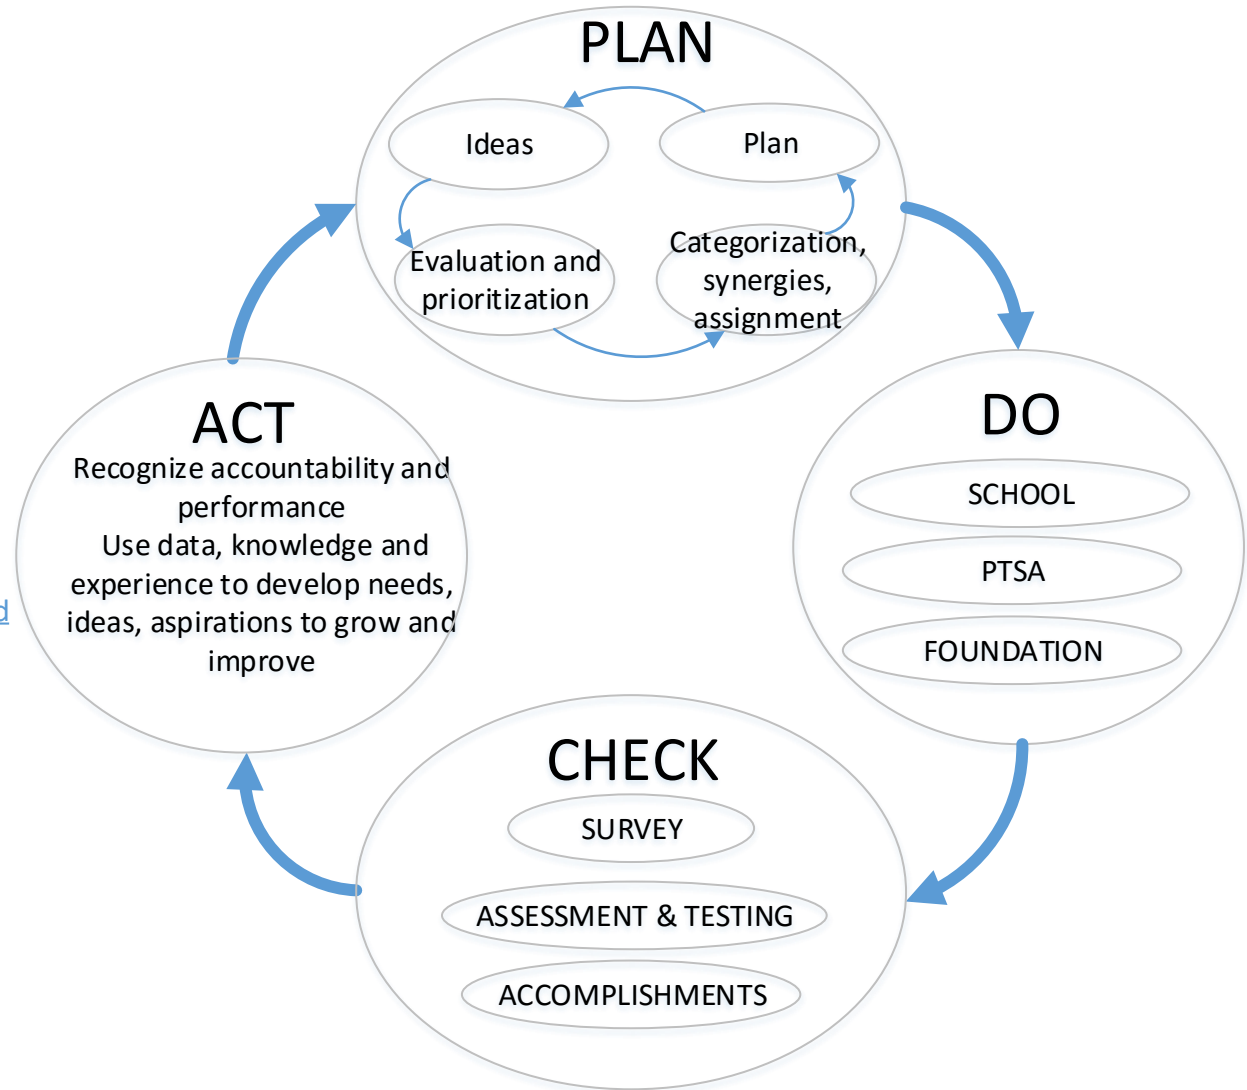 PLAN
Ideas
Plan
Evaluation and
prioritization
Categorization,
synergies,
assignment
DO
SCHOOL
PTSA
FOUNDATION
CHECK
SURVEY
ASSESSMENT & TESTING
ACCOMPLISHMENTS
ACT
Recognize accountability and
performance
Use data, knowledge and
experience to develop needs,
ideas, aspirations to grow and
improve